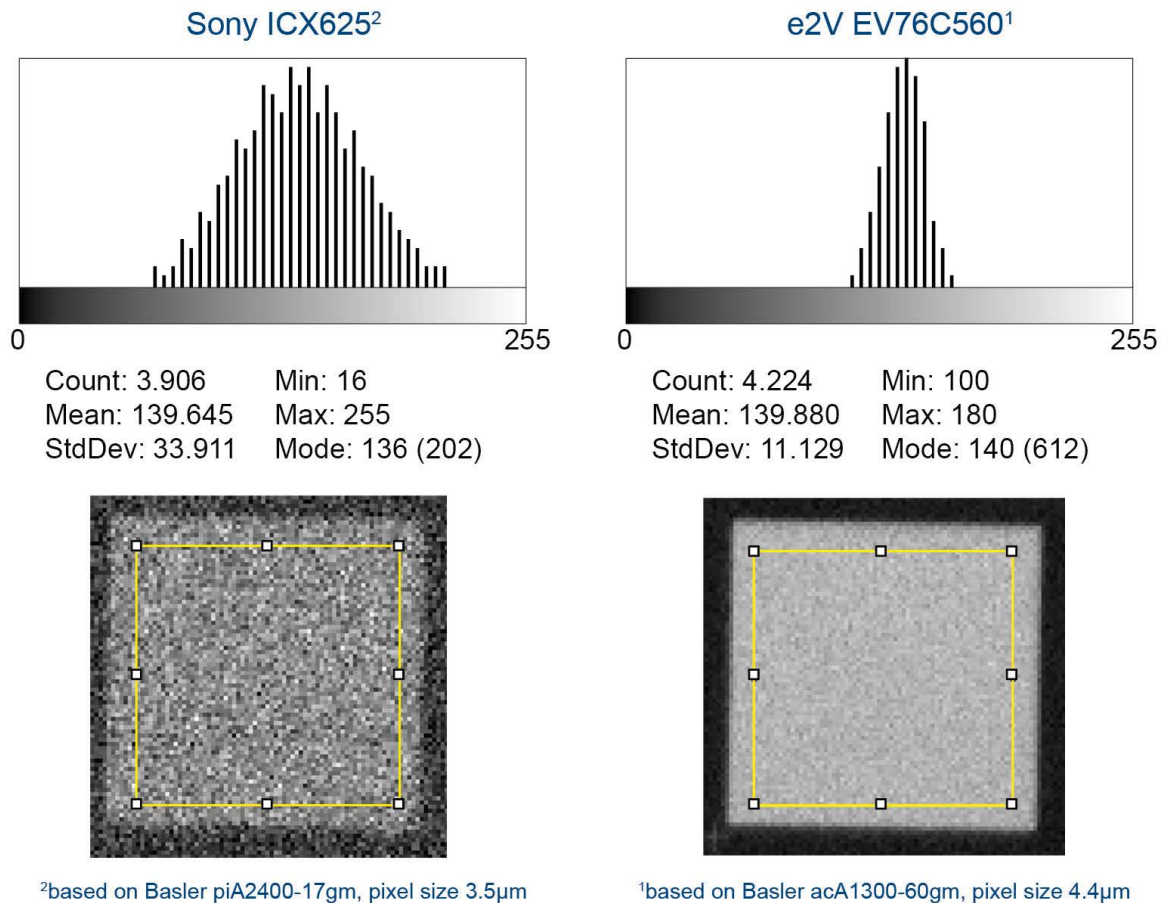 Sony ICX625²
e2V EV76C560¹
0 255
0 255
Count: 3.906 Min: 16
Mean: 139.645 Max: 255
StdDev: 33.911 Mode: 136 (202)
Count: 4.224 Min: 100
Mean: 139.880 Max: 180
StdDev: 11.129 Mode: 140 (612)
²based on Basler piA2400-17gm, pixel size 3.5μm
¹based on Basler acA1300-60gm, pixel size 4.4μm